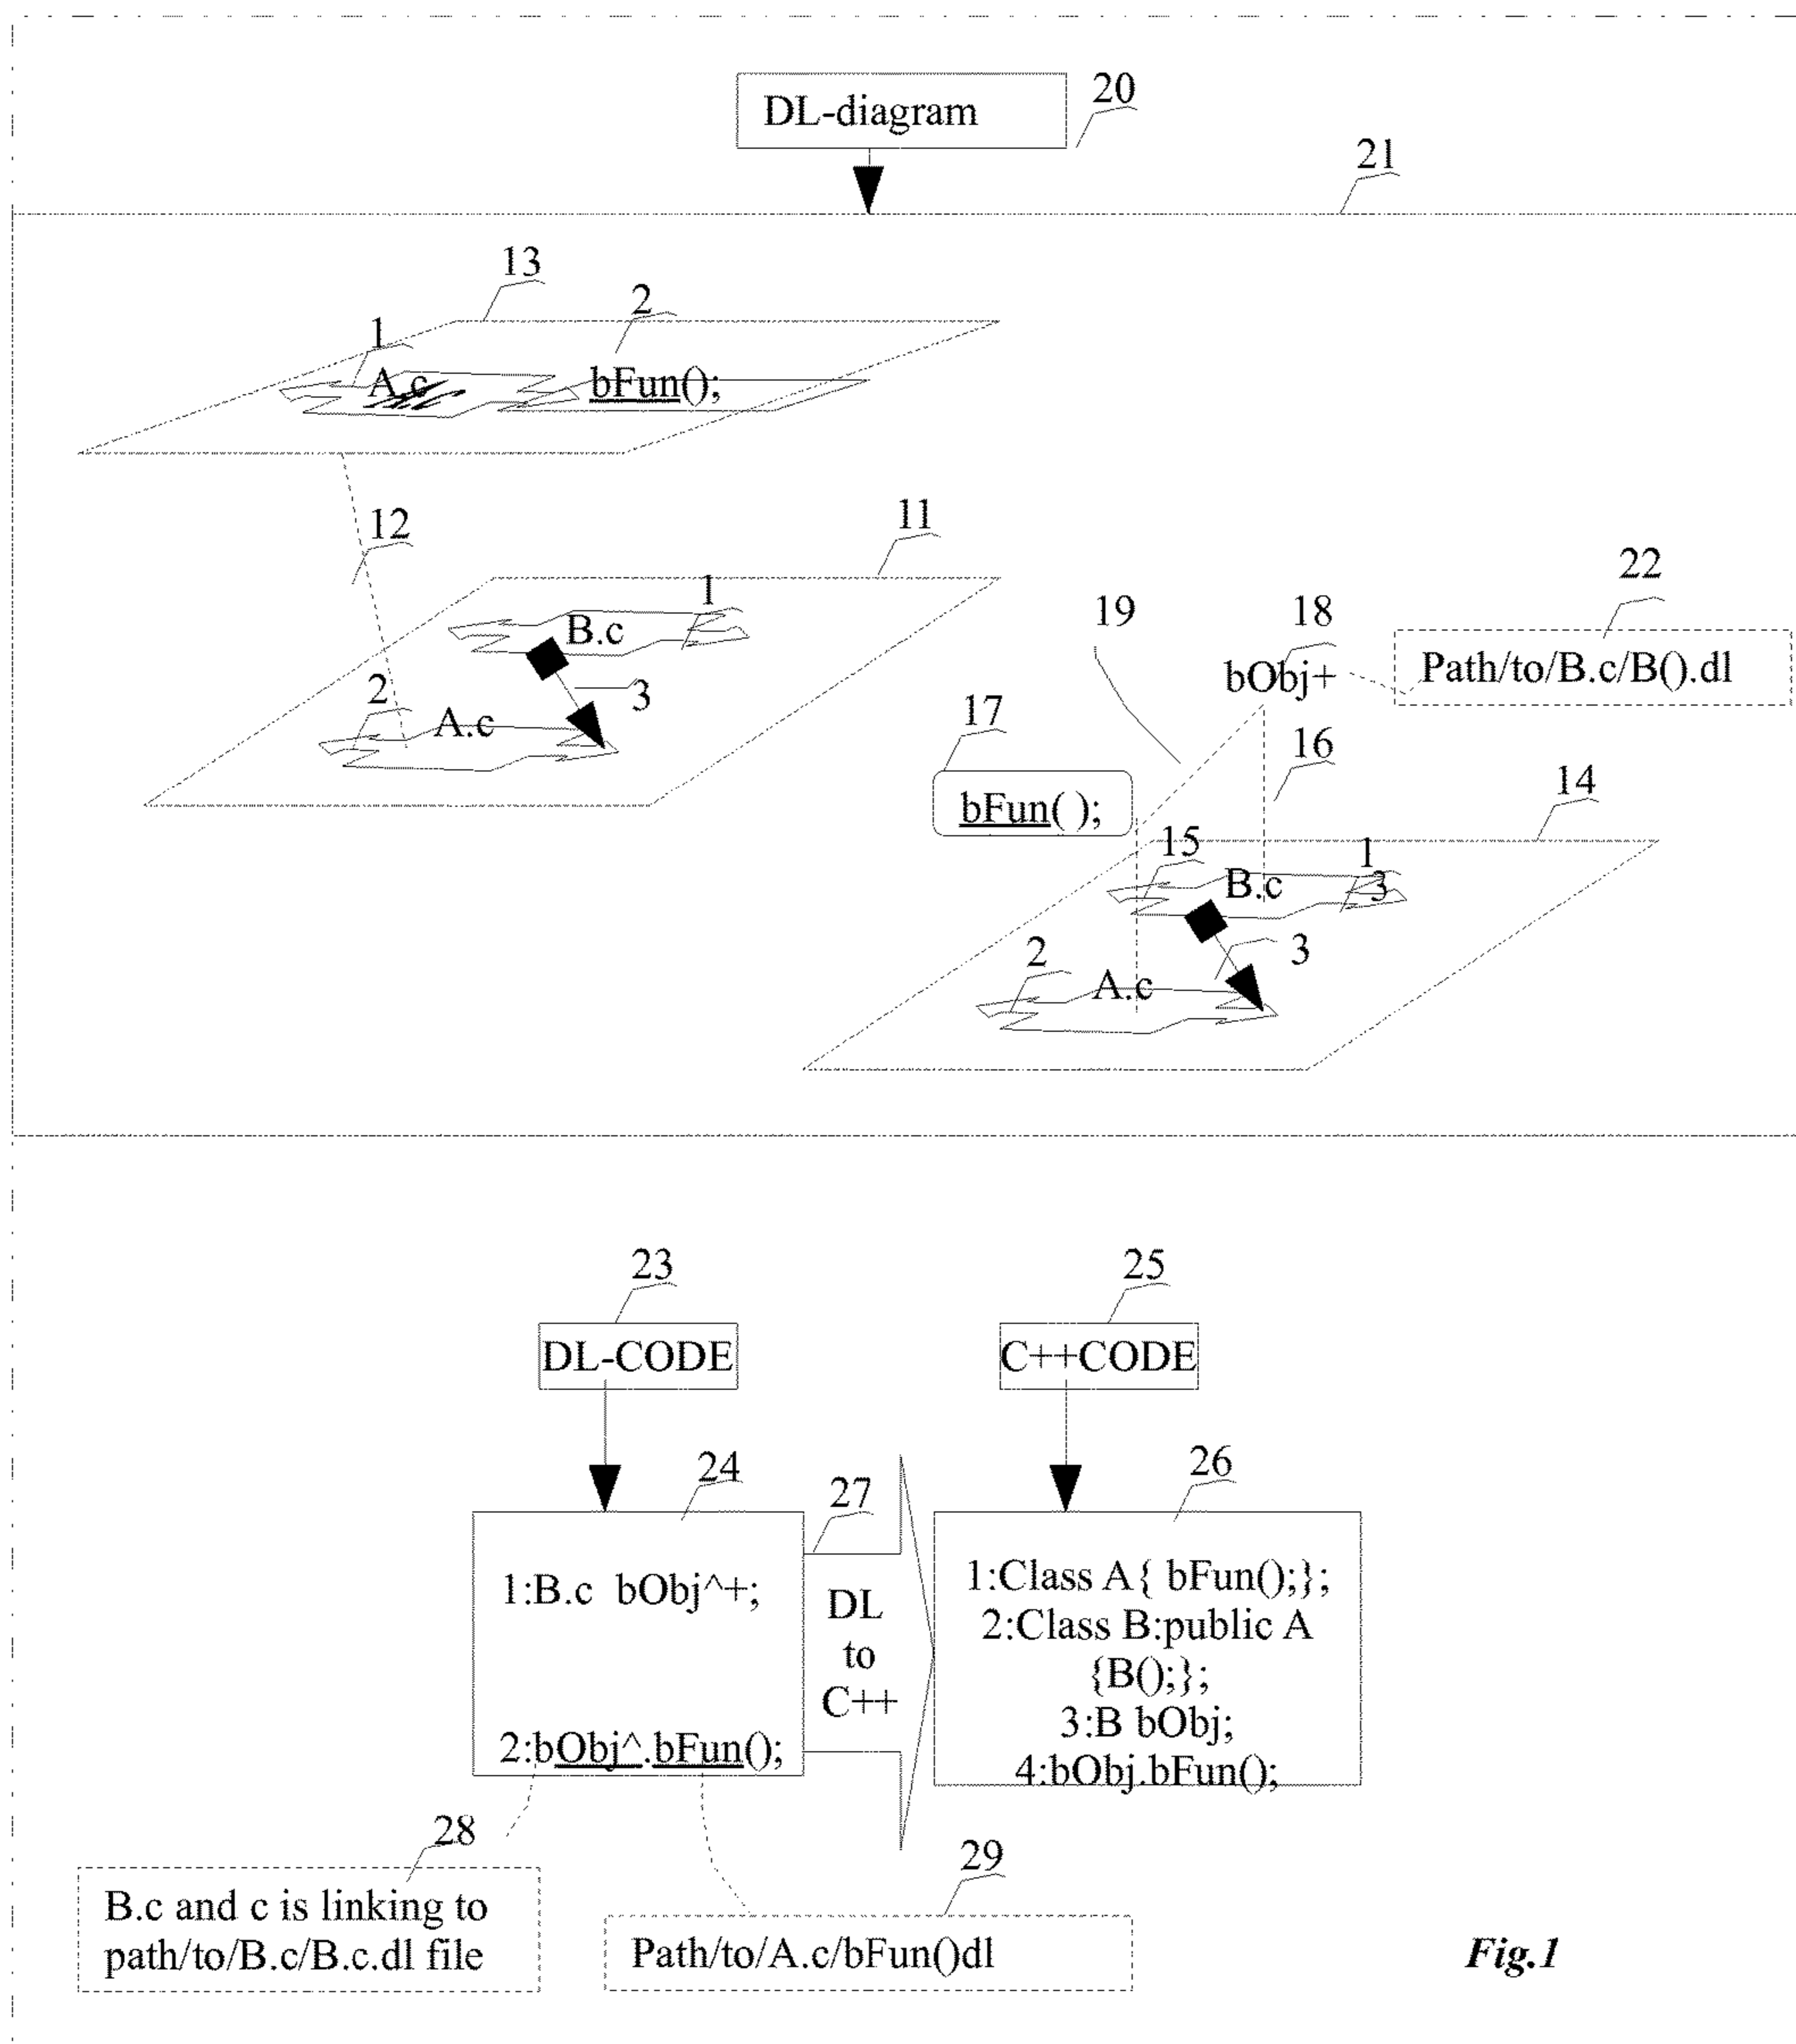 DL-diagram
20
21
13
2
1
A.c
bFun();
12
11
1
B.c
2
3
A.c
22
19
18
bObj+
Path/to/B.c/B().dl
17
16
bFun( );
14
15
1
B.c
3
2
3
A.c
23
25
DL-CODE
C++CODE
24
27
26
1:B.c bObj^+;
2:bObj^.bFun();
DL
to
C++
1:Class A{ bFun();};
2:Class B:public A
{B();};
3:B bObj;
4:bObj.bFun();
28
29
B.c and c is linking to
path/to/B.c/B.c.dl file
Path/to/A.c/bFun()dl
Fig.1